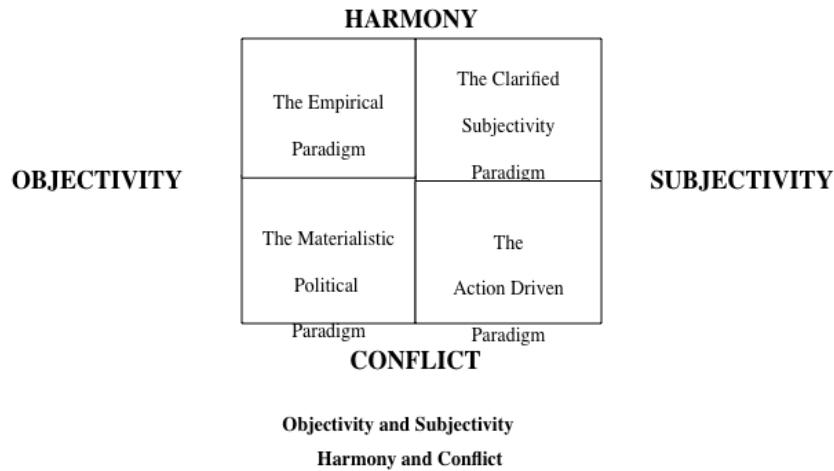 HARMONY
The Empirical
Paradigm
The Clarified
Subjectivity
Paradigm
OBJECTIVITY
SUBJECTIVITY
The Materialistic
Political
Paradigm
The
Action Driven
Paradigm
CONFLICT
Objectivity and Subjectivity
Harmony and Conflict